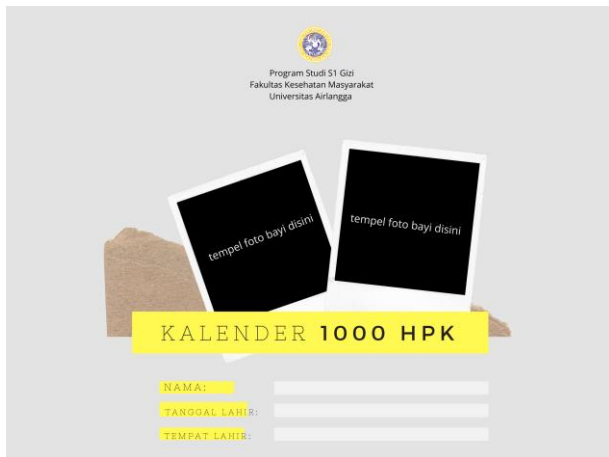 Program Studi S1 Gizi
Fakultas Kesehatan Masyarakat
Universitas Airlangga
tempel foto bayi disini
tempel foto bayi disini
KALENDER 1000 HPK
NAMA:
TANGGAL LAHIR:
TEMPAT LAHIR: